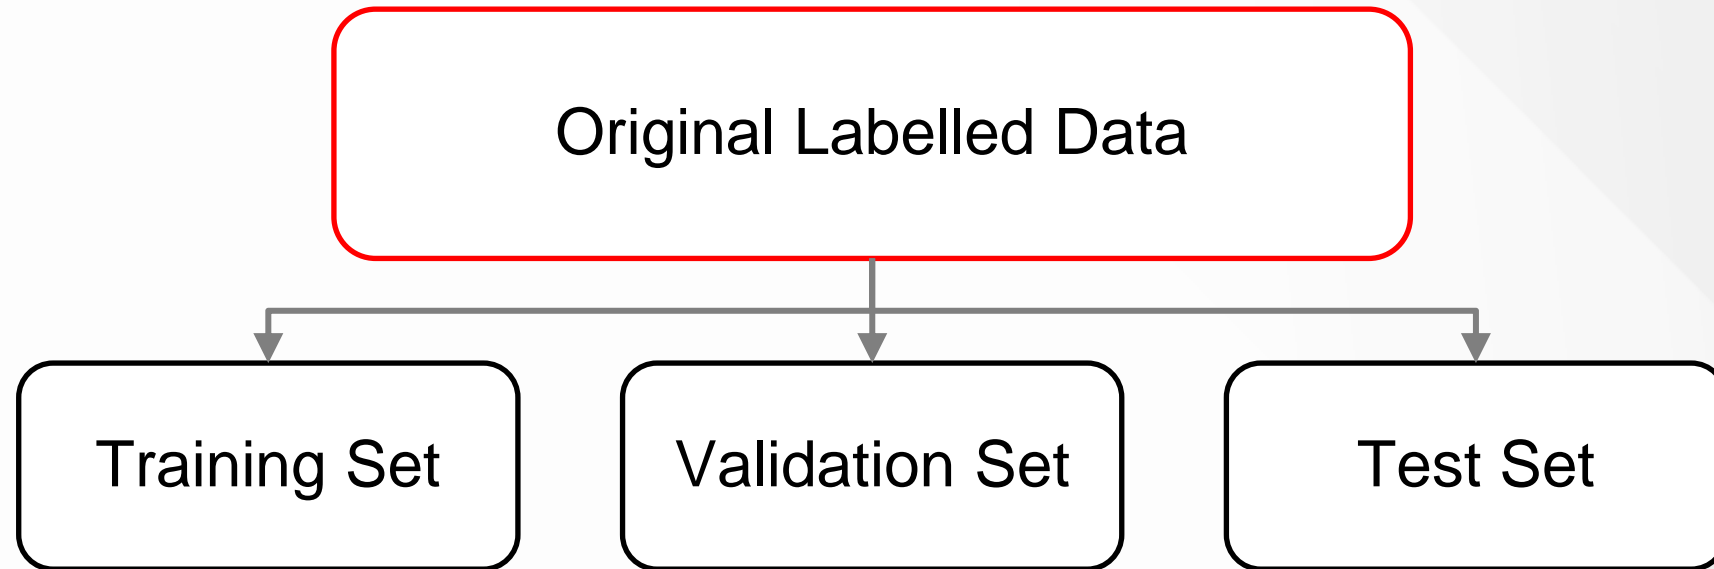 Original Labelled Data
Training Set
Validation Set
Test Set